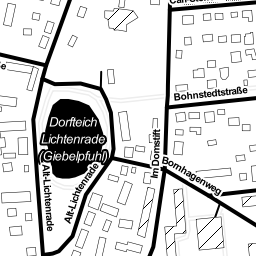 Bohnstedtstraße
Dorfteich
Lichtenrade
(Giebelpfuhl)
Im Domstift
Bornhagenweg
Alt-Lichtenrade
Alt-Lichtenrade